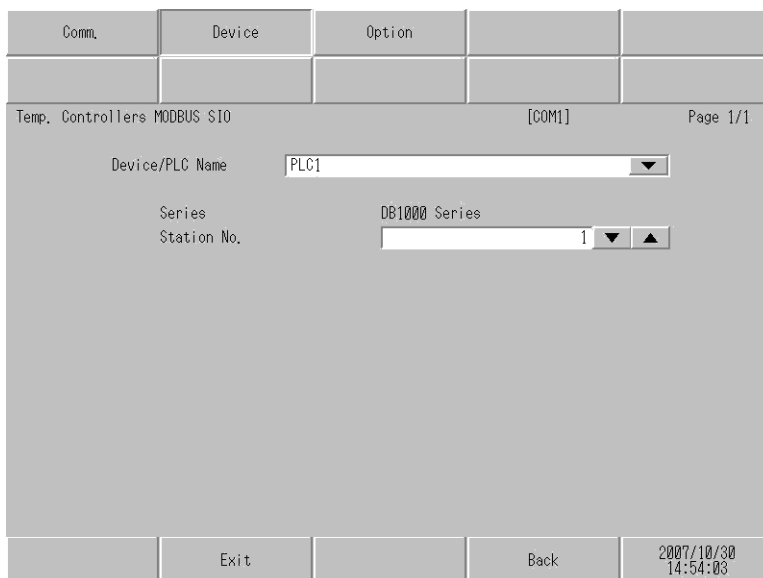 Comm. Device Option
Temp. Controllers MODBUS SIO [COM1] Page 1/1
Device/PLC Name PLC1
Series DB1000 Series
Station No. 1
Exit Back 2007/10/30
14:54:03